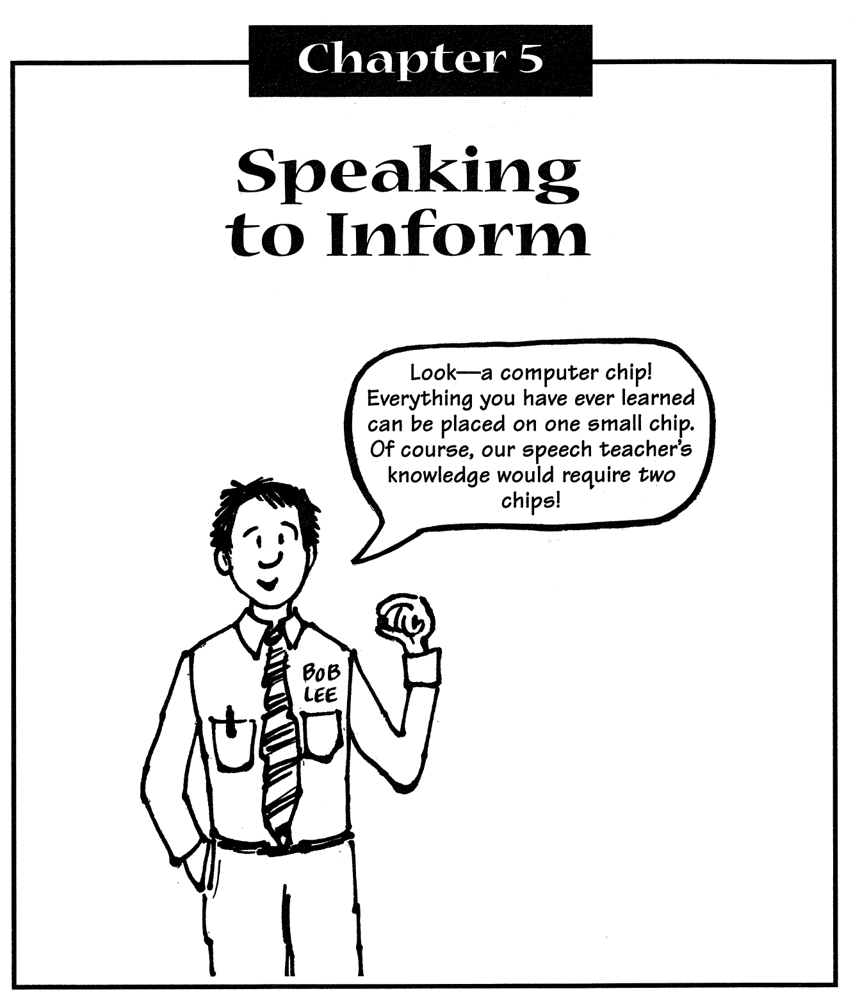 Chapter 5
Speaking
to Inform
Look—a computer chip!
Everything you have ever learned
can be placed on one small chip.
Of course, our speech teacher's
knowledge would require two
chips!
BOB
LEE